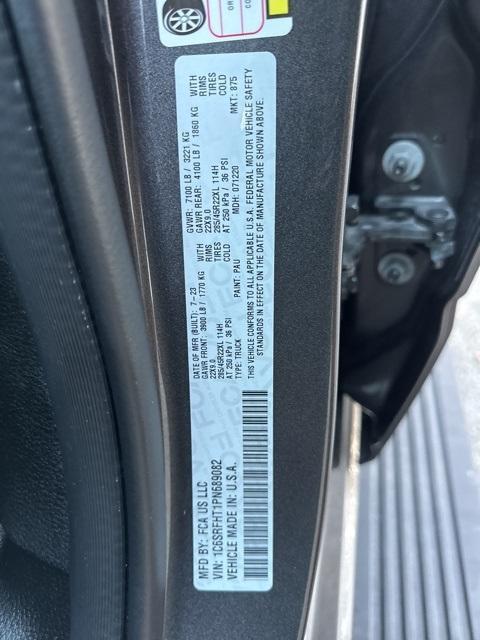 MFD BY: FCA US LLC
DATE OF MFR (BUILT): 7-23
GVWR: 7100 LB / 3221 KG
GAWR FRONT: 3900 LB / 1770 KG
WITH
GAWR REAR: 4100 LB / 1860 KG
WITH
22X9.0
RIMS
22X9.0
RIMS
285/45R22XL 114H
TIRES
285/45R22XL 114H
TIRES
AT 250 kPa / 36 PSI
COLD
AT 250 kPa / 36 PSI
COLD
VIN: 1C6SRFHT1PN689082
TYPE: TRUCK
PAINT: PAU
MDH: 071220
MKT: 875
VEHICLE MADE IN: U.S.A.
THIS VEHICLE CONFORMS TO ALL APPLICABLE U.S.A. FEDERAL MOTOR VEHICLE SAFETY
STANDARDS IN EFFECT ON THE DATE OF MANUFACTURE SHOWN ABOVE.